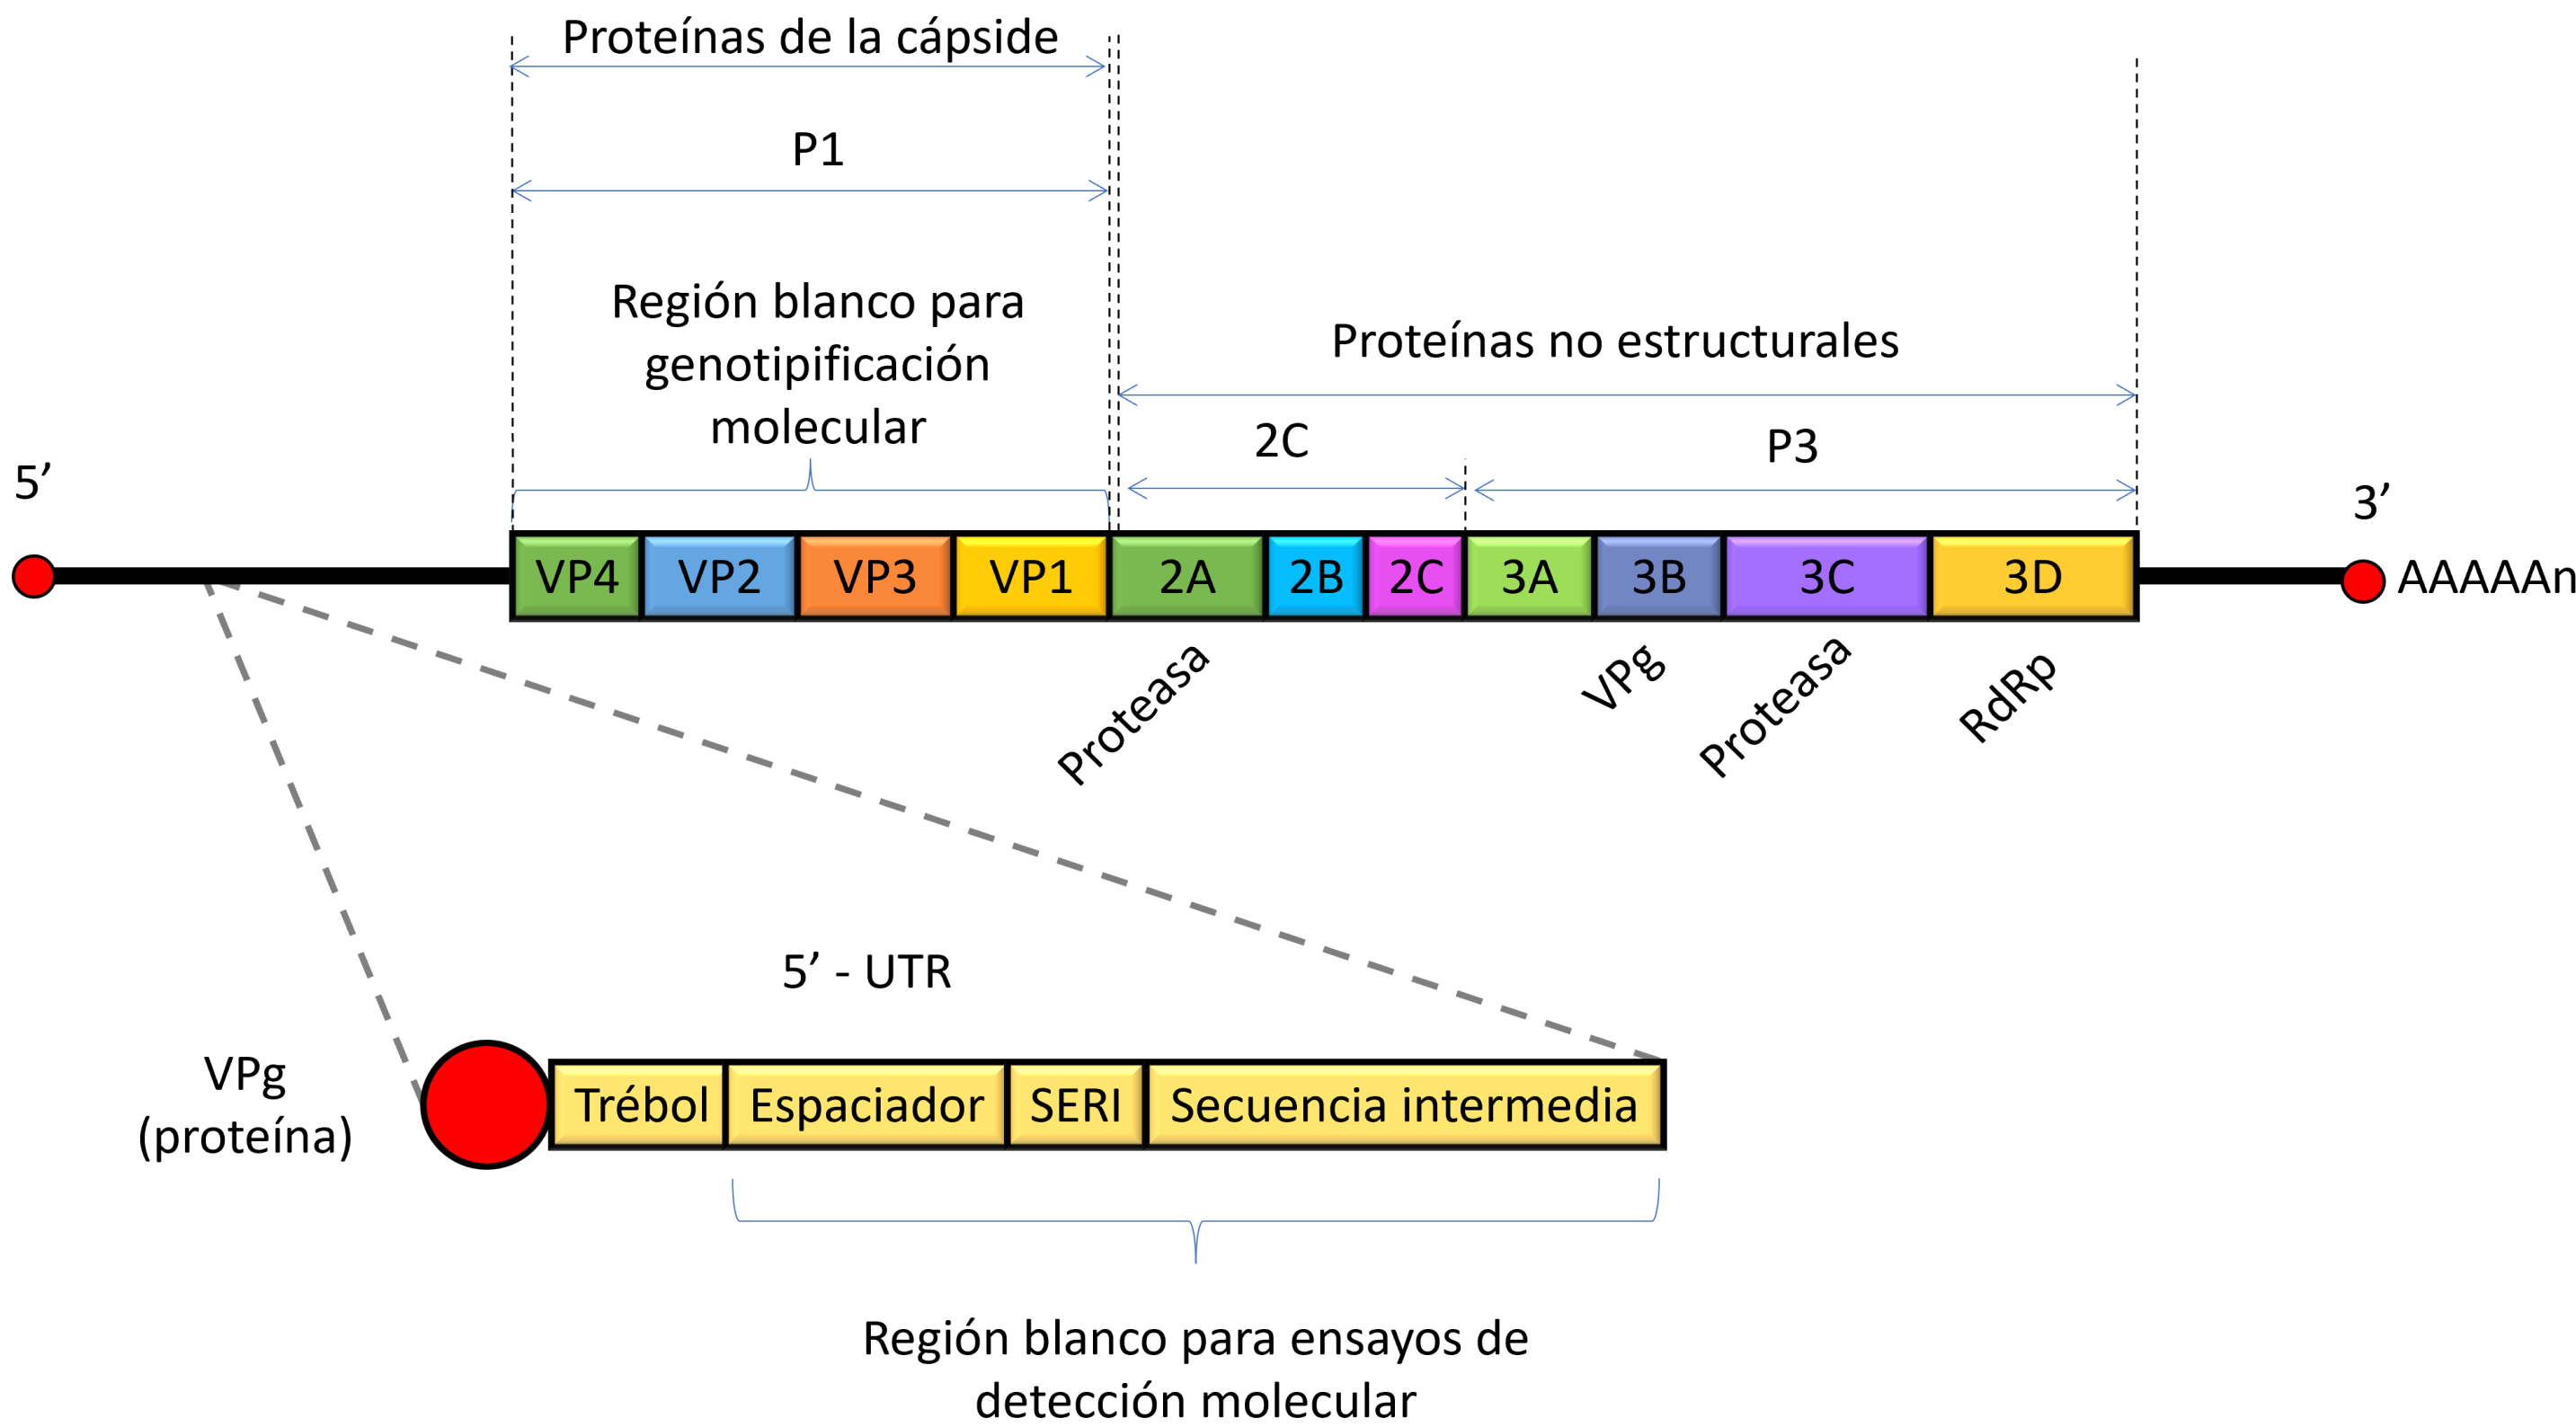 Proteínas de la cápside
P1
Región blanco para
genotipificación
molecular
Proteínas no estructurales
2C
P3
5’
3’
VP4 VP2 VP3 VP1 2A 2B 2C 3A 3B 3C 3D
AAAAAn
Proteasa
VPg
Proteasa
RdRp
5’ - UTR
VPg
(proteína)
Trébol Espaciador SERI Secuencia intermedia
Región blanco para ensayos de
detección molecular